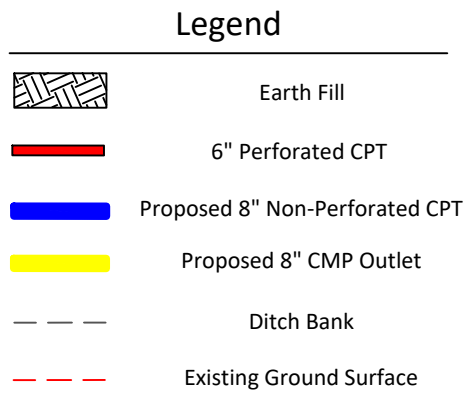 Legend
Earth Fill
6" Perforated CPT
Proposed 8" Non-Perforated CPT
Proposed 8" CMP Outlet
Ditch Bank
Existing Ground Surface